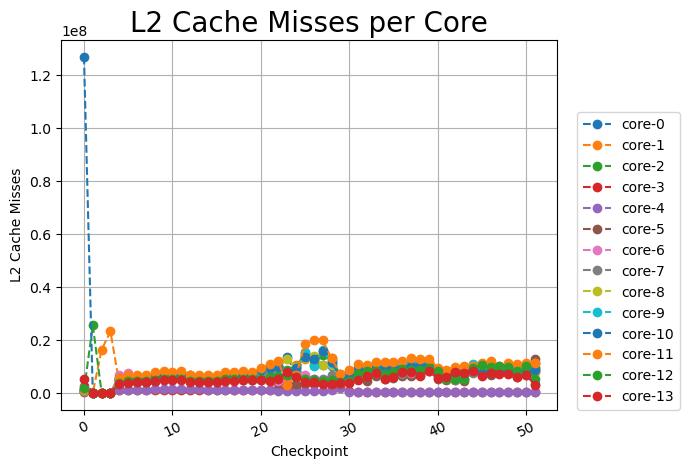 L2 Cache Misses per Core
1e8
1.2
1.0
0.8
0.6
0.4
0.2
0.0
L2 Cache Misses
0
10
20
30
40
50
Checkpoint
core-0
core-1
core-2
core-3
core-4
core-5
core-6
core-7
core-8
core-9
core-10
core-11
core-12
core-13